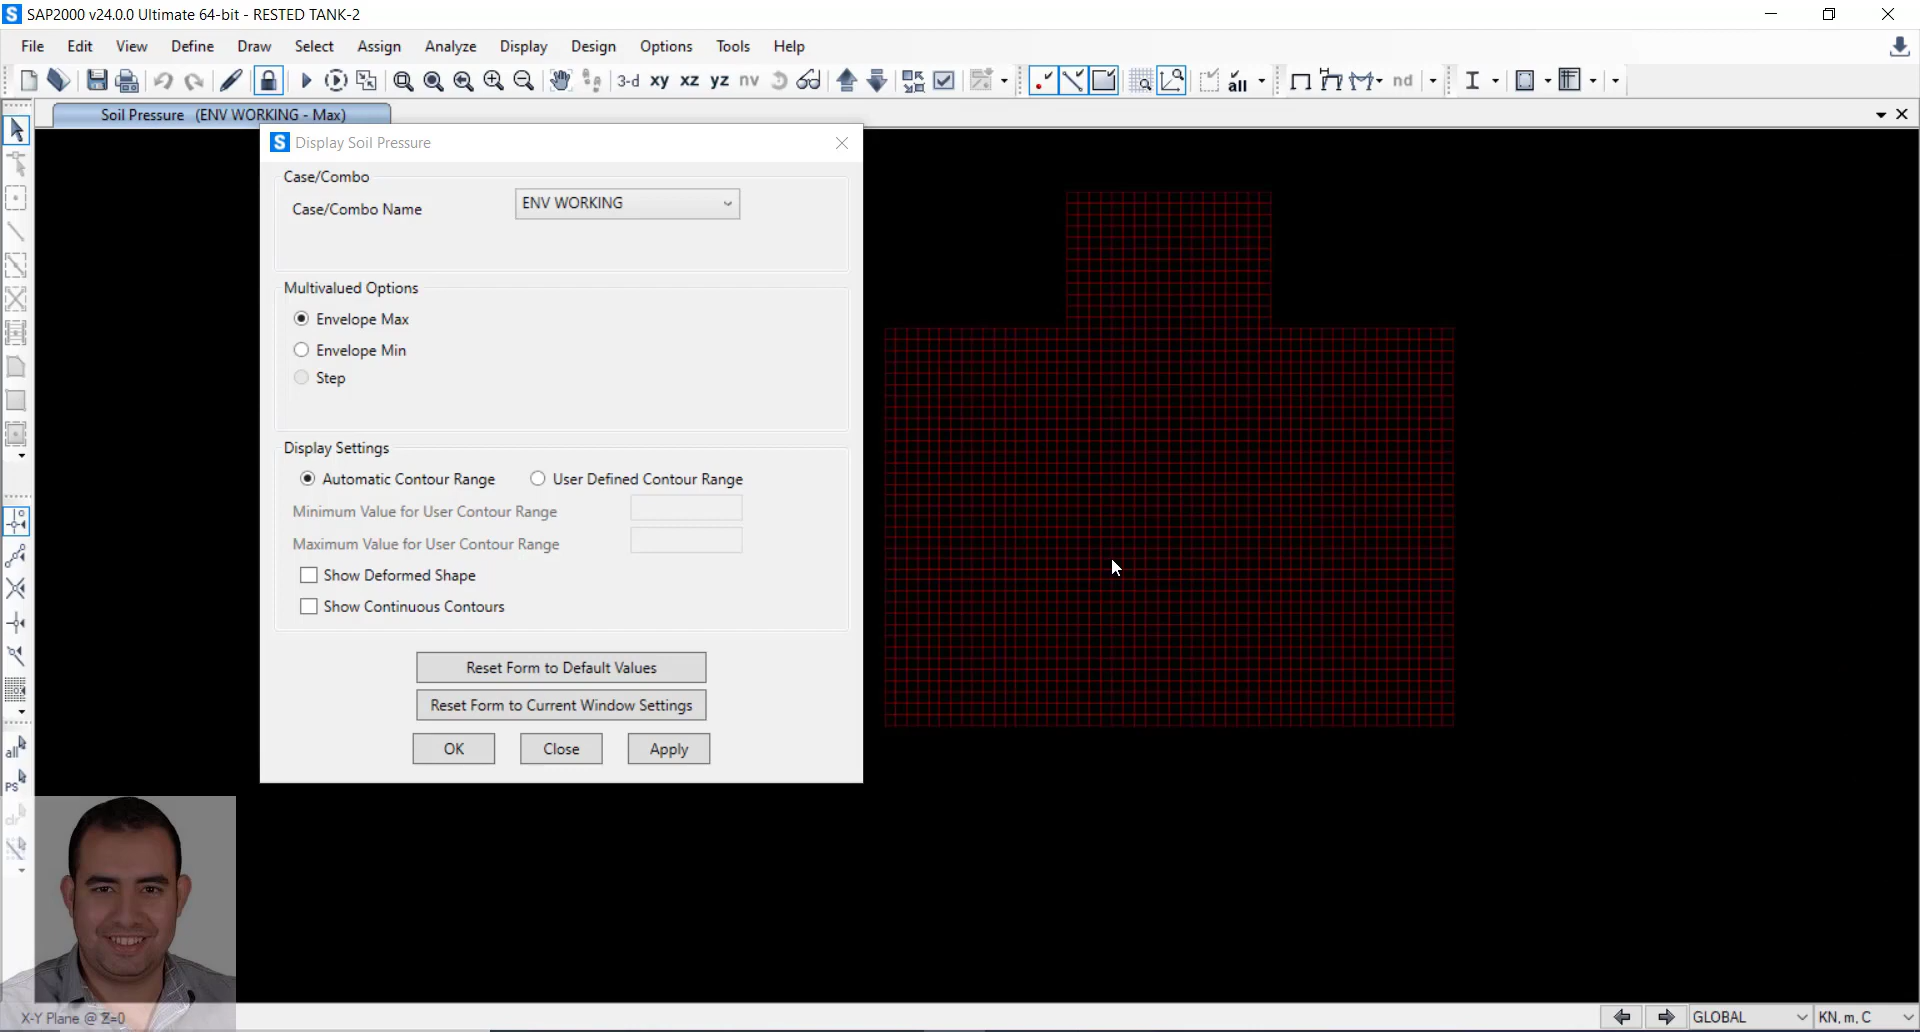 S SAP2000 v24.0.0 Ultimate 64-bit - RESTED TANK-2
File Edit View Define Draw Select Assign Analyze Display Design Options Tools Help
3-d xy xz yz nv all nd
Soil Pressure (ENV WORKING - Max)
S Display Soil Pressure
Case/Combo
Case/Combo Name ENV WORKING
Multivalued Options
Envelope Max
Envelope Min
Step
Display Settings
Automatic Contour Range User Defined Contour Range
Minimum Value for User Contour Range
Maximum Value for User Contour Range
Show Deformed Shape
Show Continuous Contours
Reset Form to Default Values
Reset Form to Current Window Settings
OK Close Apply
all
PS
dr
X-Y Plane @ Z=0 GLOBAL KN, m, C